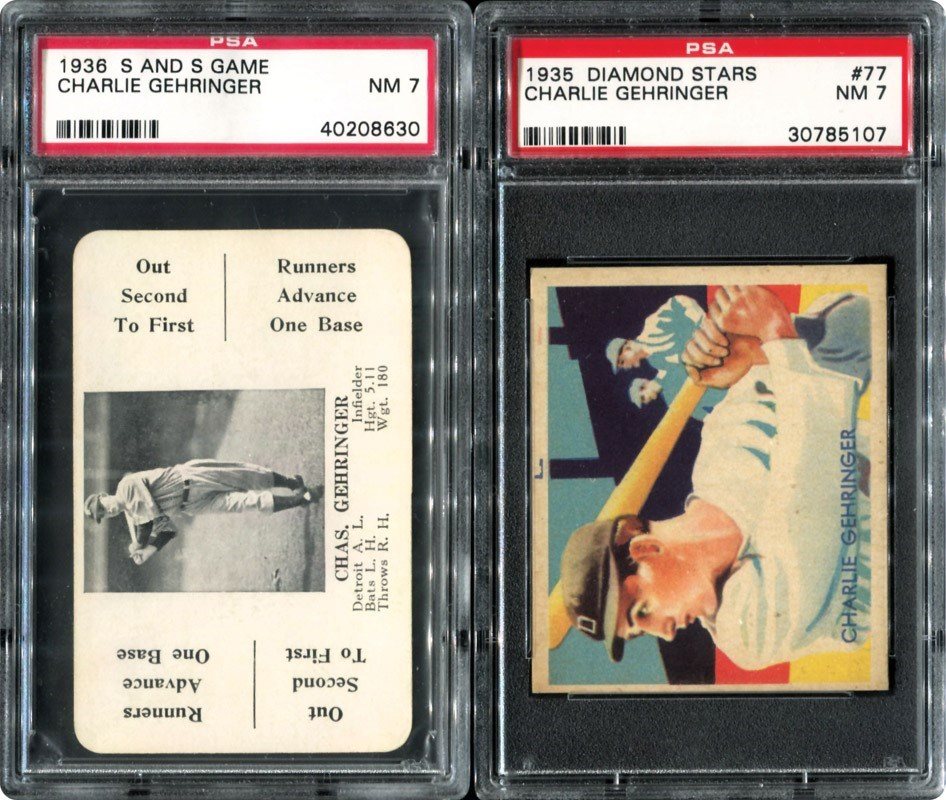 PSA
1936 S AND S GAME
CHARLIE GEHRINGER
NM 7
40208630
Out
Second
To First
Runners
Advance
One Base
CHAS. GEHRINGER
Infielder
Detroit A. L.
Hgt. 5.11
Bats L. H.
Wgt. 180
Throws R. H.
Out
Second
To First
Runners
Advance
One Base
PSA
1935 DIAMOND STARS
#77
CHARLIE GEHRINGER
NM 7
30785107
D
CHARLIE GEHRINGER